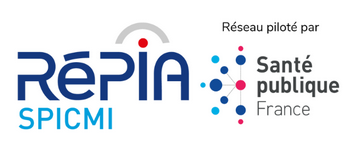 RéPIA
SPICMI
Réseau piloté par
Santé
publique
France